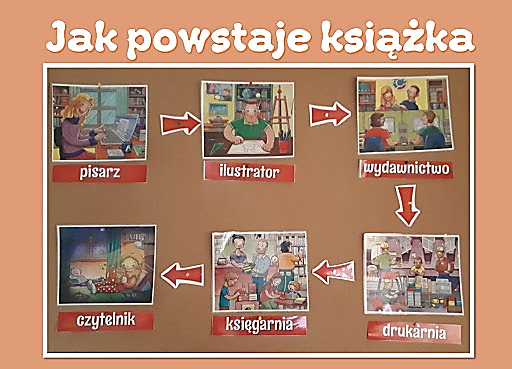 Jak powstaje książka
pisarz
ilustrator
wydawnictwo
drukarnia
księgarnia
czytelnik